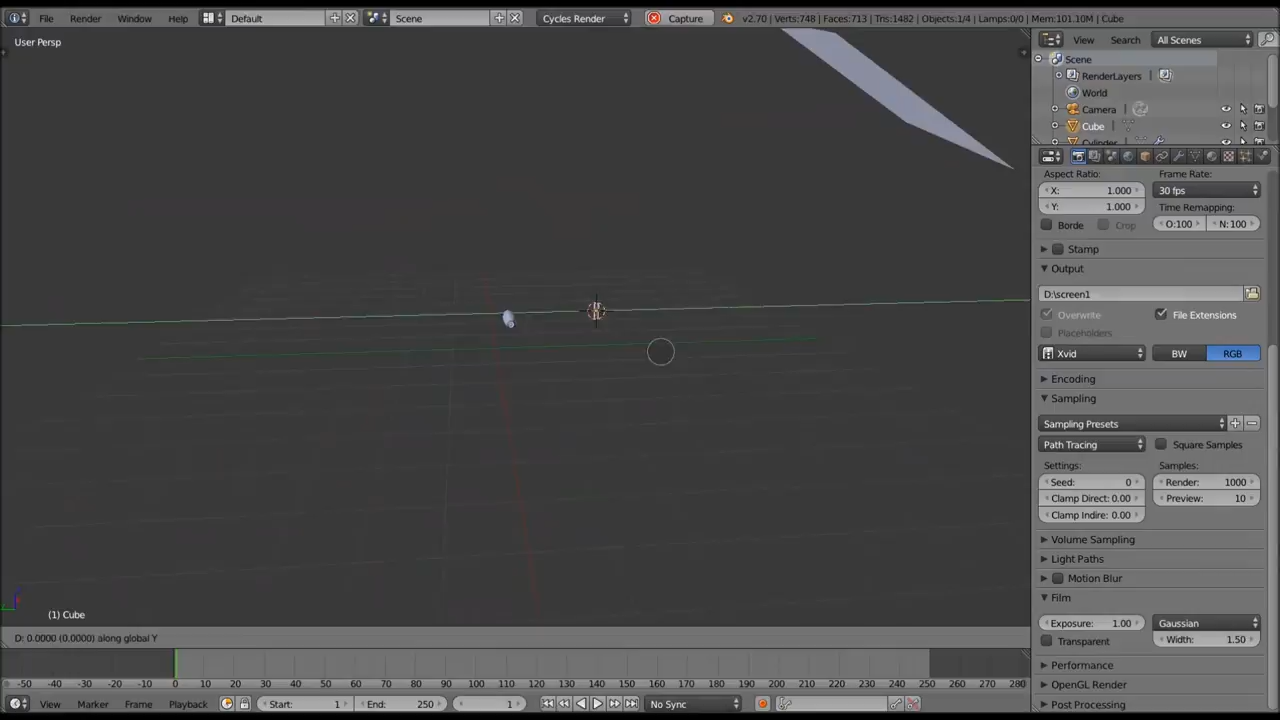 File Render Window Help Default Scene Cycles Render Capture v2.70 | Verts:748 | Faces:713 | Tris:1482 | Objects:1/4 | Lamps:0/0 | Mem:101.10M | Cube
User Persp
View Search All Scenes
Scene
RenderLayers
World
Camera
Cube
Cylinder
Aspect Ratio: Frame Rate:
X: 1.000 30 fps
Y: 1.000 Time Remapping:
Borde Crop O:100 N:100
Stamp
Output
D:\screen1
Overwrite File Extensions
Placeholders
Xvid BW RGB
Encoding
Sampling
Sampling Presets
Path Tracing Square Samples
Settings: Samples:
Seed: 0 Render: 1000
Clamp Direct: 0.00 Preview: 10
Clamp Indire: 0.00
Volume Sampling
Light Paths
Motion Blur
Film
Exposure: 1.00 Gaussian
Transparent Width: 1.50
Performance
OpenGL Render
Post Processing
(1) Cube
D: 0.0000 (0.0000) along global Y
-50 -40 -30 -20 -10 0 10 20 30 40 50 60 70 80 90 100 110 120 130 140 150 160 170 180 190 200 210 220 230 240 250 260 270 280
View Marker Frame Playback Start: 1 End: 250 1 No Sync